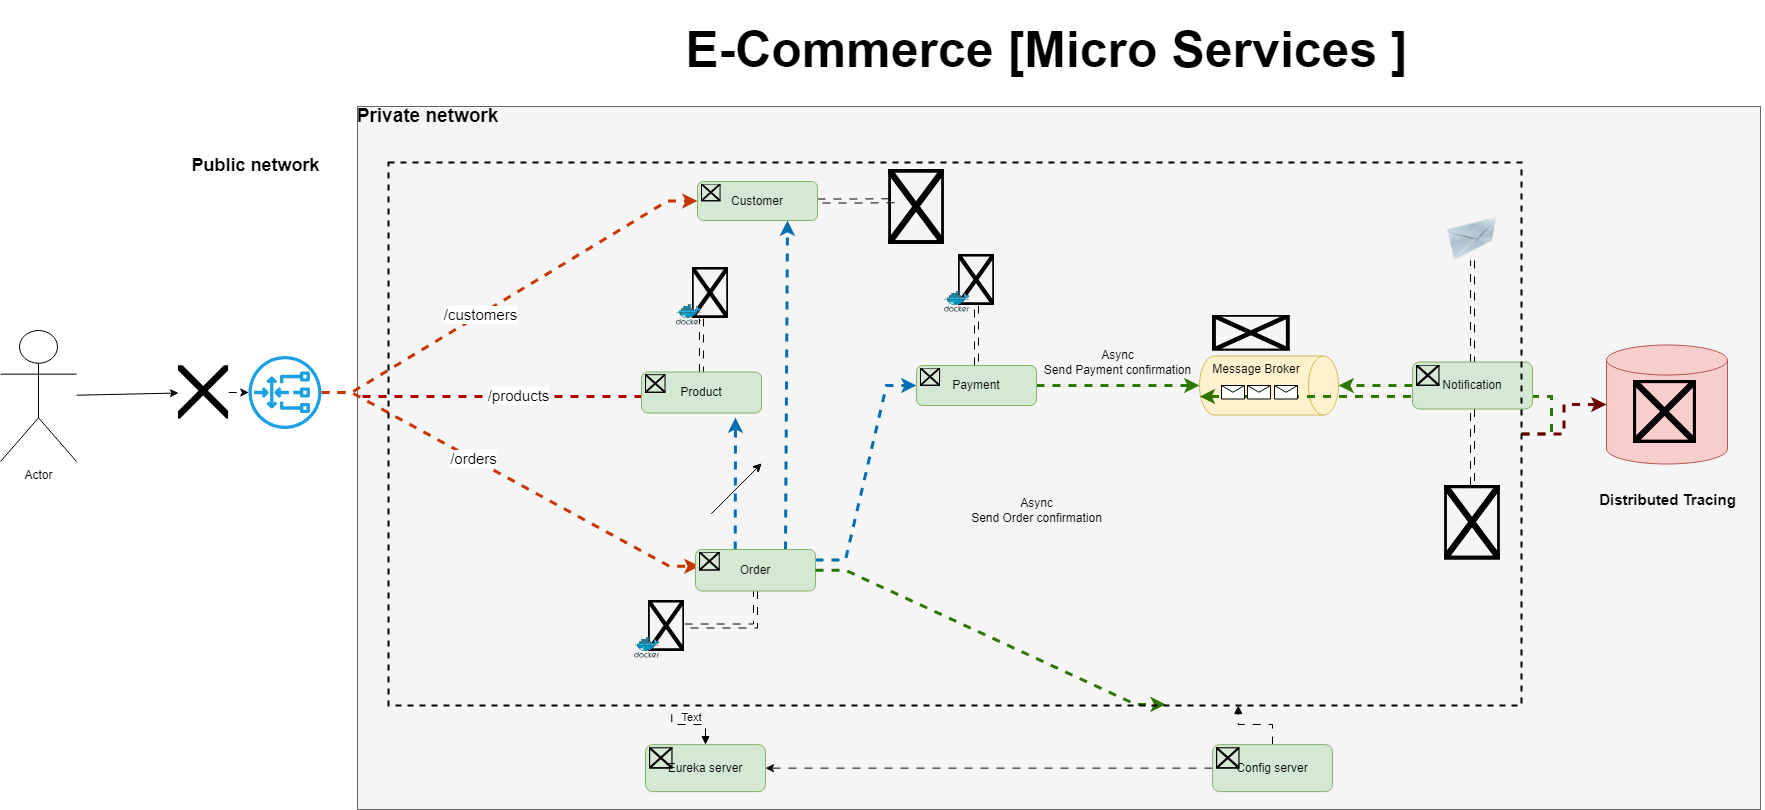 E-Commerce [Micro Services ]
Private network
Public network
Customer
/customers
docker
docker
Product
/products
Payment
Async
Send Payment confirmation
Message Broker
Notification
/orders
Actor
Async
Send Order confirmation
Distributed Tracing
Order
docker
Text
Eureka server
Config server